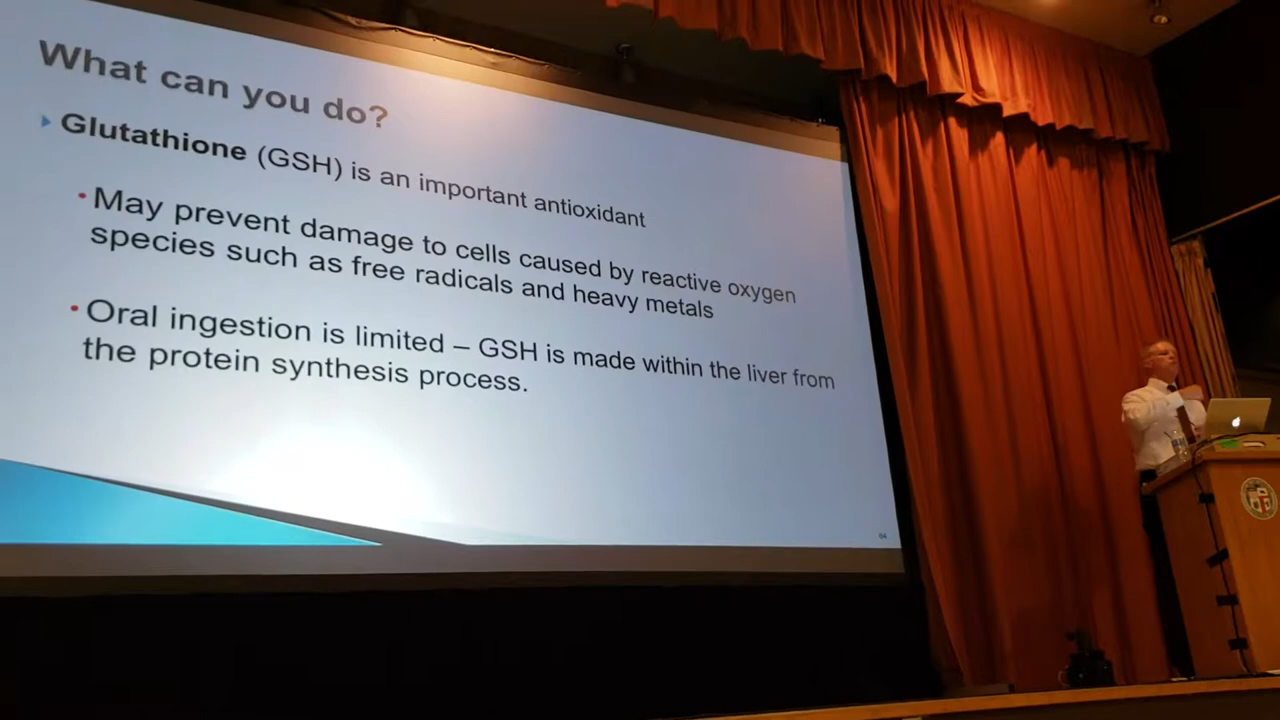 What can you do?
Glutathione (GSH) is an important antioxidant
May prevent damage to cells caused by reactive oxygen
species such as free radicals and heavy metals
Oral ingestion is limited – GSH is made within the liver from
the protein synthesis process.
64